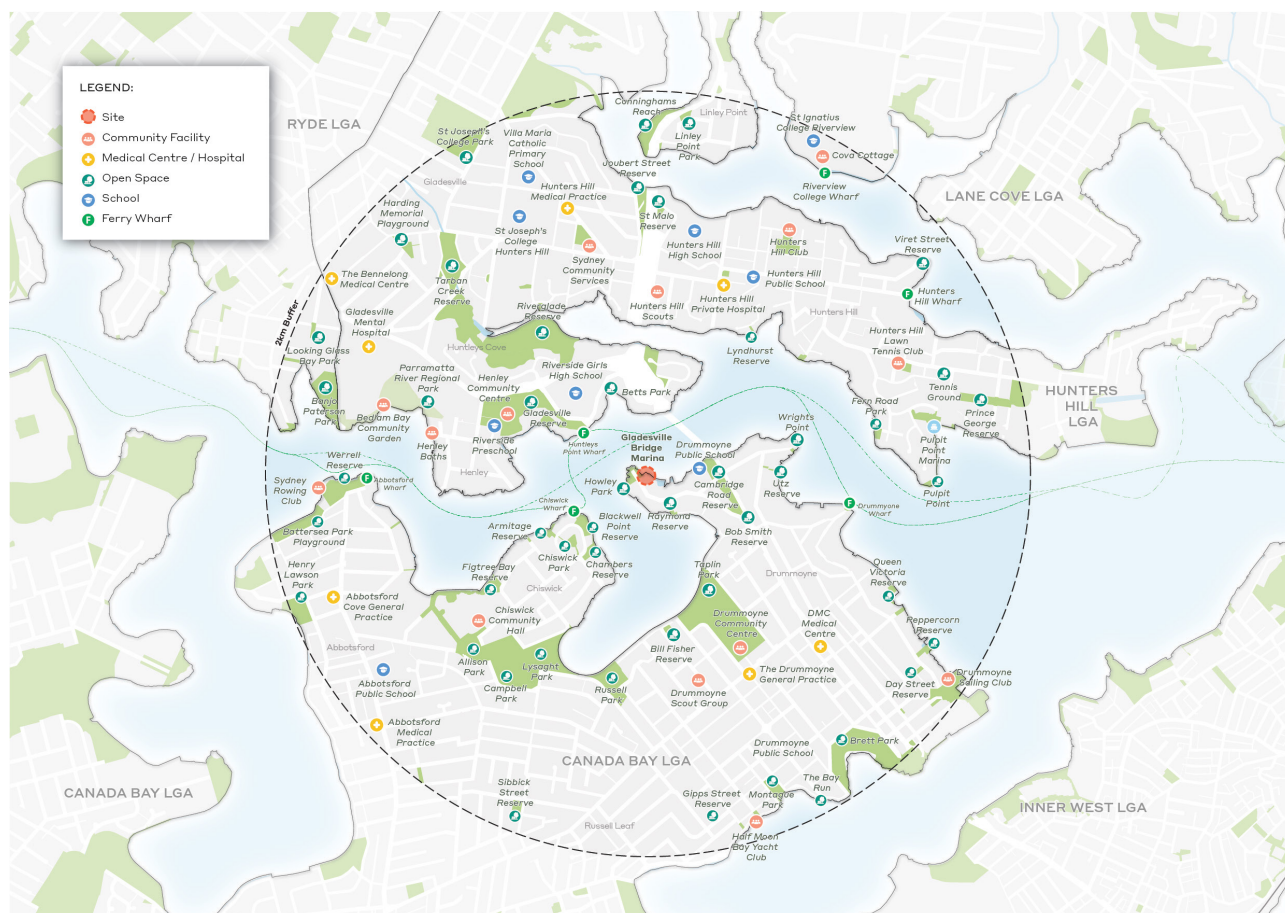 LEGEND:
Site
Community Facility
Medical Centre / Hospital
Open Space
School
Ferry Wharf
RYDE LGA
LANE COVE LGA
HUNTERS
HILL
LGA
CANADA BAY LGA
CANADA BAY LGA
INNER WEST LGA
2km Buffer
Conninghams
Reach
Linley Point
Linley
Point
Park
St Ignatius
College Riverview
Cova Cottage
Riverview
College Wharf
St Joseph's
College Park
Villa Maria
Catholic
Primary
School
Gladesville
Hunters Hill
Medical Practice
Joubert Street
Reserve
St Malo
Reserve
Harding
Memorial
Playground
St Joseph's
College
Hunters Hill
Sydney
Community
Services
Hunters Hill
High School
Hunters
Hill Club
Viret Street
Reserve
The Bennelong
Medical Centre
Tarban
Creek
Reserve
Hunters Hill
Scouts
Hunters Hill
Private Hospital
Hunters Hill
Public School
Hunters
Hill Wharf
Hunters Hill
Gladesville
Mental
Hospital
Riverglade
Reserve
Huntleys Cove
Lyndhurst
Reserve
Hunters Hill
Lawn
Tennis Club
Looking Glass
Bay Park
Parramatta
River Regional
Park
Henley
Community
Centre
Riverside Girls
High School
Betts Park
Tennis
Ground
Banjo
Paterson
Park
Bedlam Bay
Community
Garden
Gladesville
Reserve
Fern Road
Park
Prince
George Reserve
Henley
Baths
Riverside
Preschool
Huntleys
Point Wharf
Gladesville
Bridge
Marina
Wrights
Point
Pulpit
Point
Marina
Henley
Drummoyne
Public School
Werrell Reserve
Sydney
Rowing
Club
Abbotsford
Wharf
Howley
Park
Cambridge
Road
Reserve
Utz
Reserve
Pulpit
Point
Chiswick
Wharf
Raymond
Reserve
Drummoyne
Wharf
Battersea Park
Playground
Armitage
Reserve
Blackwell
Point
Reserve
Bob Smith
Reserve
Chiswick
Park
Chambers
Reserve
Henry
Lawson
Park
Figtree Bay
Reserve
Taplin
Park
Drummoyne
Queen
Victoria
Reserve
Chiswick
Abbotsford
Cove General
Practice
Chiswick
Community
Hall
Drummoyne
Community
Centre
DMC
Medical
Centre
Peppercorn
Reserve
Abbotsford
Bill Fisher
Reserve
Allison
Park
Lysaght
Park
The Drummoyne
General Practice
Day Street
Reserve
Drummoyne
Sailing Club
Abbotsford
Public School
Campbell Park
Russell
Park
Drummoyne
Scout Group
Abbotsford
Medical
Practice
Drummoyne
Public School
Brett Park
Sibbick
Street
Reserve
Gipps Street
Reserve
Montague
Park
The Bay
Run
Russell Leaf
Half Moon
Bay Yacht
Club